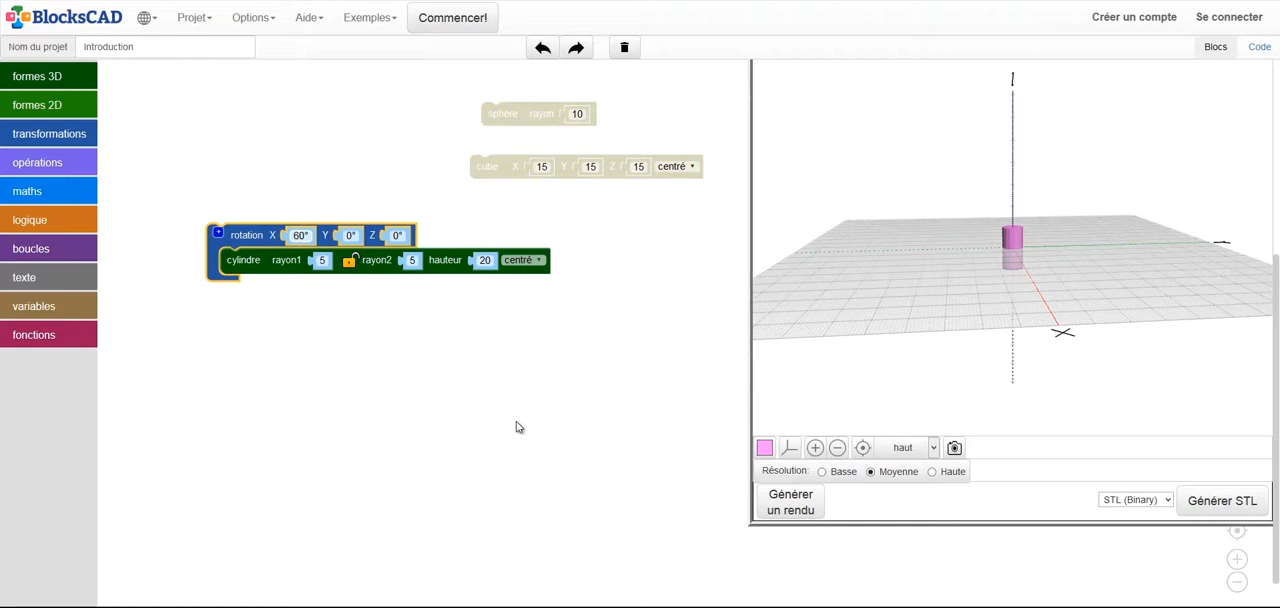 BlocksCAD Projet Options Aide Exemples Commencer! Créer un compte Se connecter
Nom du projet Introduction Blocs Code
formes 3D
formes 2D
transformations
opérations
maths
logique
boucles
texte
variables
fonctions
sphère rayon 10
cube X 15 Y 15 Z 15 centré
rotation X 60° Y 0° Z 0°
cylindre rayon1 5 rayon2 5 hauteur 20 centré
X
haut
Résolution: Basse Moyenne Haute
Générer
un rendu
STL (Binary) Générer STL